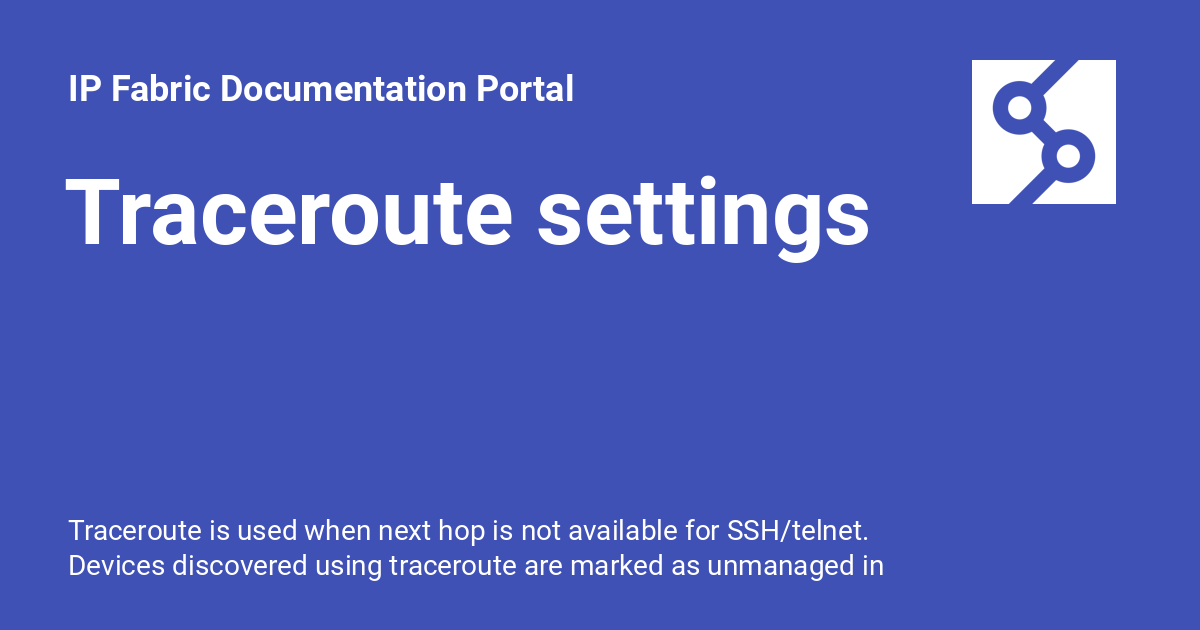 IP Fabric Documentation Portal
Traceroute settings
Traceroute is used when next hop is not available for SSH/telnet.
Devices discovered using traceroute are marked as unmanaged in